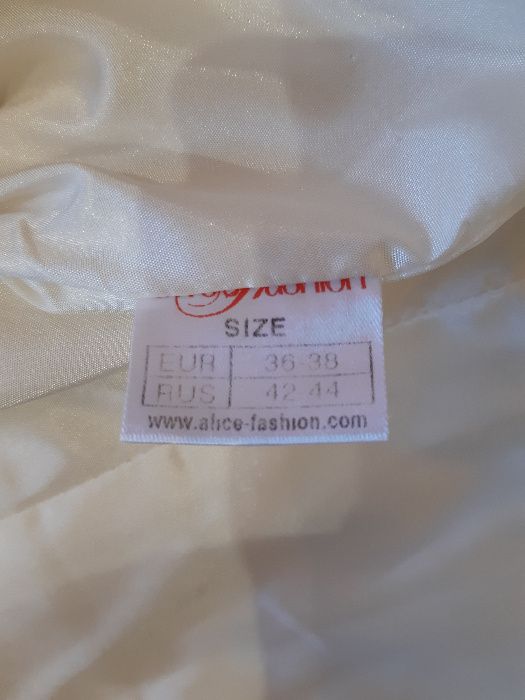 fashion
SIZE
EUR 36-38
RUS 42-44
www.alice-fashion.com